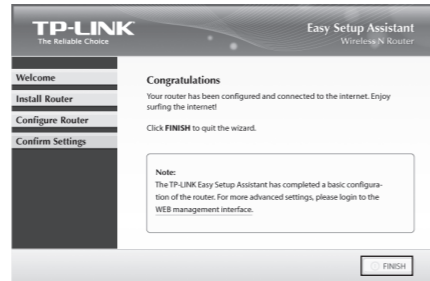 TP-LINK
The Reliable Choice
Easy Setup Assistant
Wireless N Router
Welcome
Install Router
Configure Router
Confirm Settings
Congratulations
Your router has been configured and connected to the internet. Enjoy
surfing the internet!
Click FINISH to quit the wizard.
Note:
The TP-LINK Easy Setup Assistant has completed a basic configura-
tion of the router. For more advanced settings, please login to the
WEB management interface.
FINISH